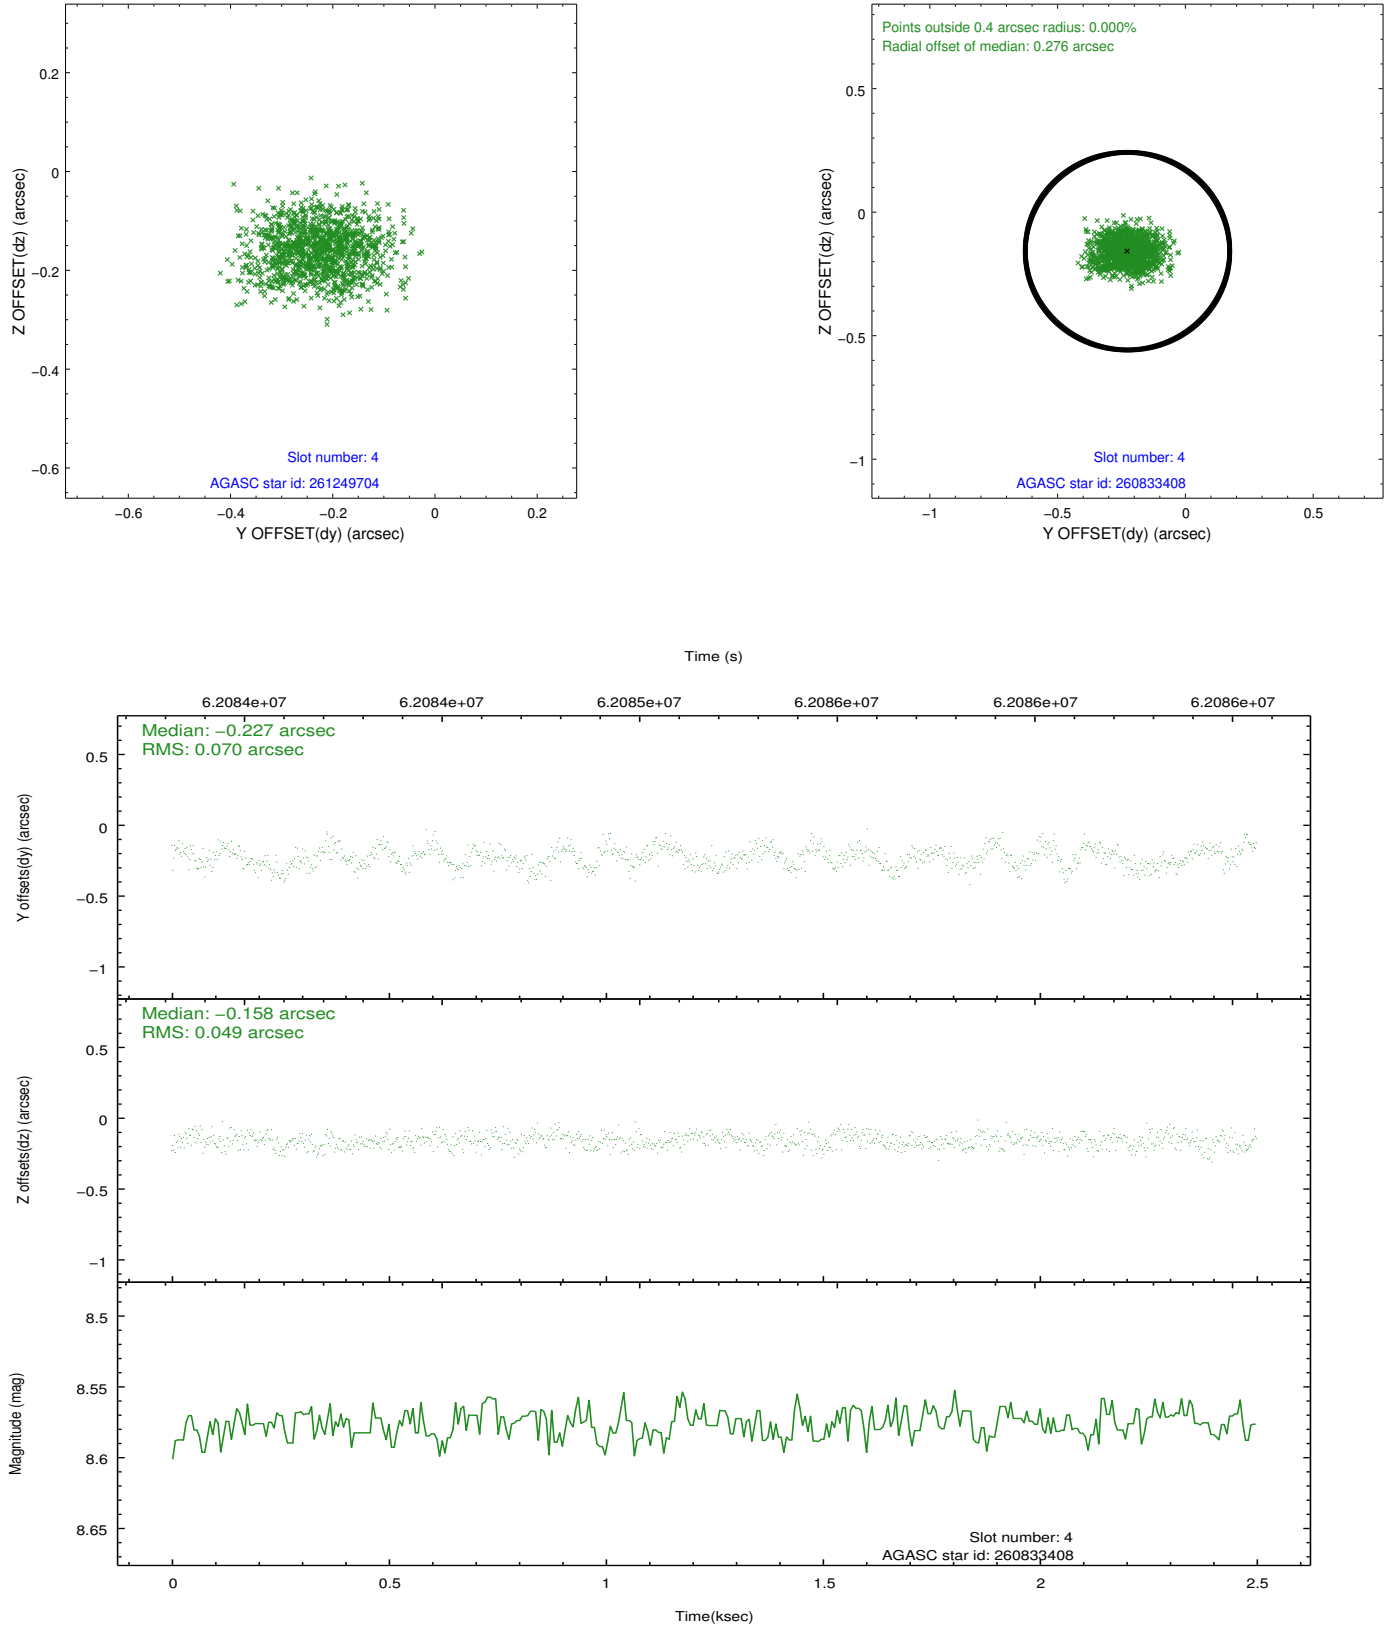 0.2
0
−0.2
−0.4
−0.6
Z OFFSET(dz) (arcsec)
Slot number: 4
AGASC star id: 261249704
−0.6 −0.4 −0.2 0 0.2
Y OFFSET(dy) (arcsec)
Points outside 0.4 arcsec radius: 0.000%
Radial offset of median: 0.276 arcsec
0.5
0
−0.5
−1
Z OFFSET(dz) (arcsec)
Slot number: 4
AGASC star id: 260833408
−1 −0.5 0 0.5
Y OFFSET(dy) (arcsec)
Time (s)
6.2084e+07 6.2084e+07 6.2085e+07 6.2086e+07 6.2086e+07 6.2086e+07
Median: −0.227 arcsec
RMS: 0.070 arcsec
0.5
0
−0.5
−1
Y offsets(dy) (arcsec)
Median: −0.158 arcsec
RMS: 0.049 arcsec
0.5
0
−0.5
−1
Z offsets(dz) (arcsec)
8.5
8.55
8.6
8.65
Magnitude (mag)
Slot number: 4
AGASC star id: 260833408
0 0.5 1 1.5 2 2.5
Time(ksec)